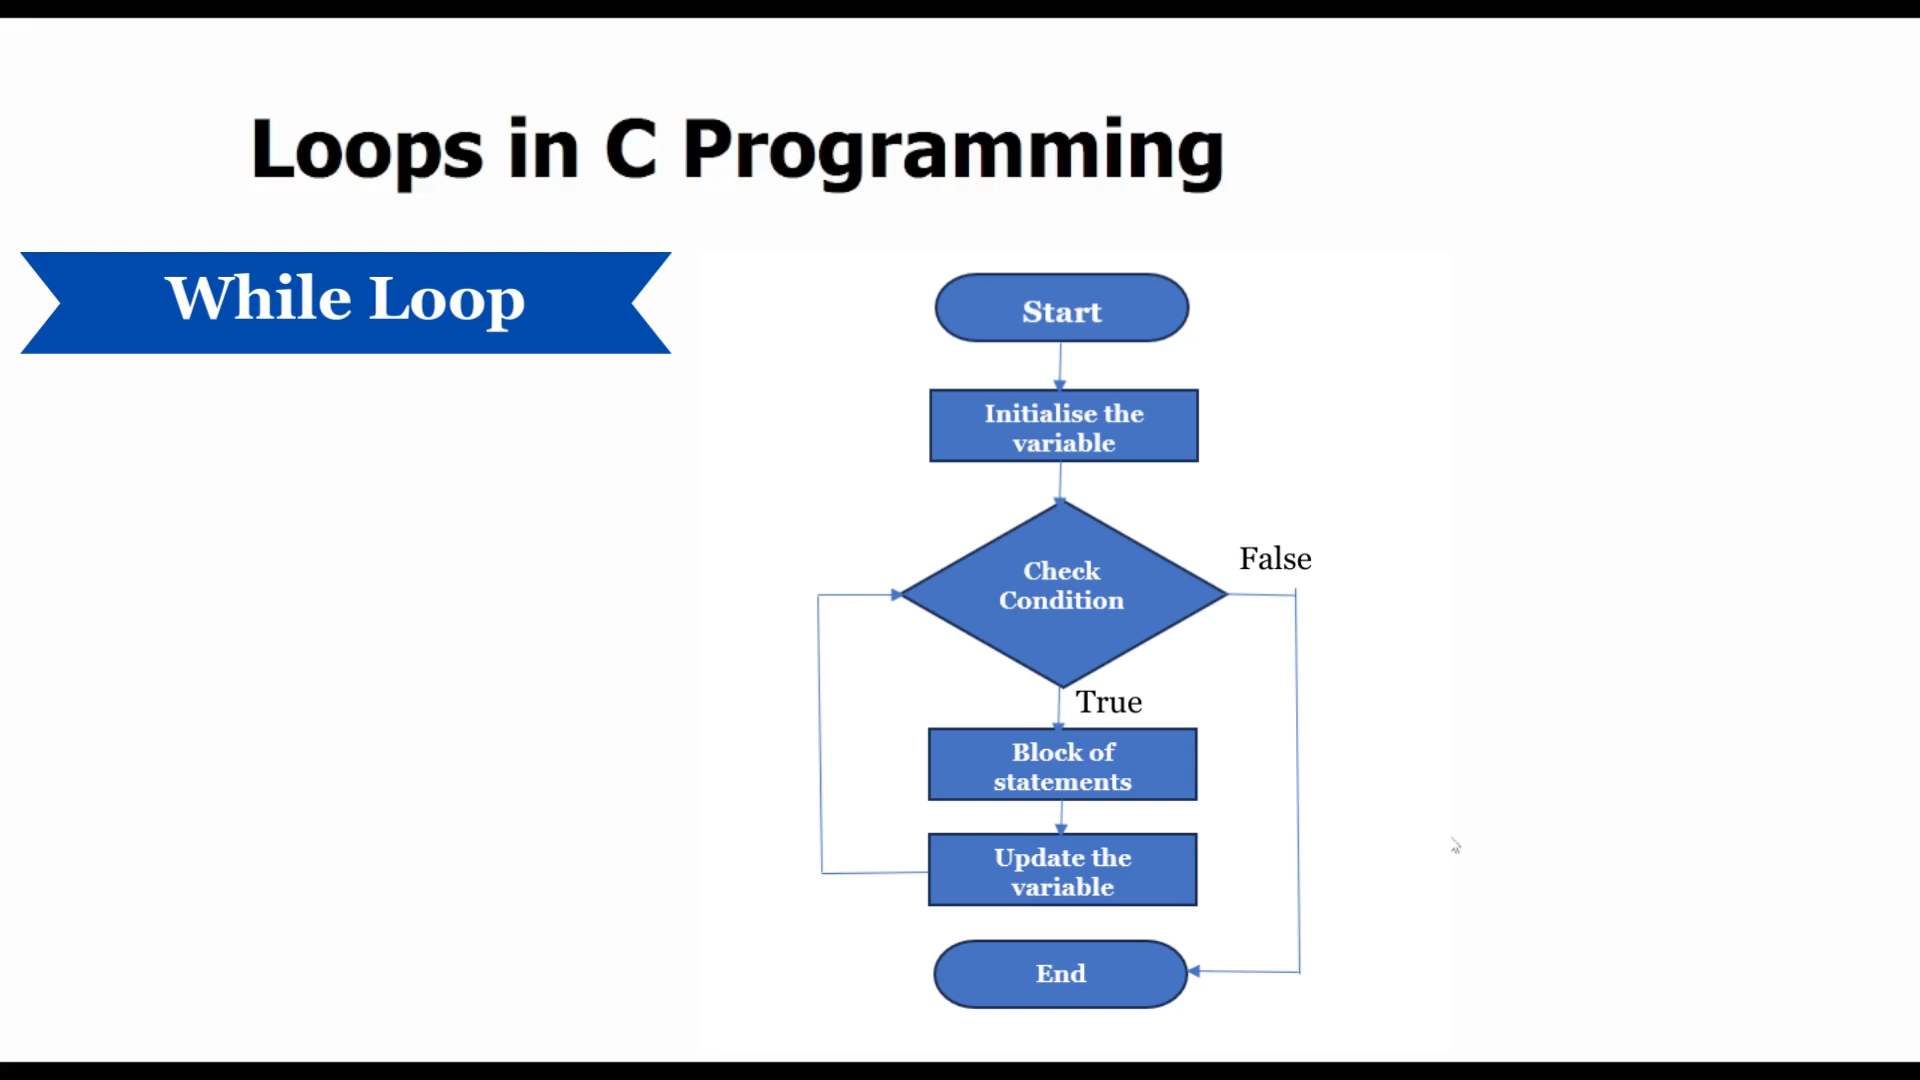 Loops in C Programming
While Loop
Start
Initialise the
variable
Check
Condition
False
True
Block of
statements
Update the
variable
End